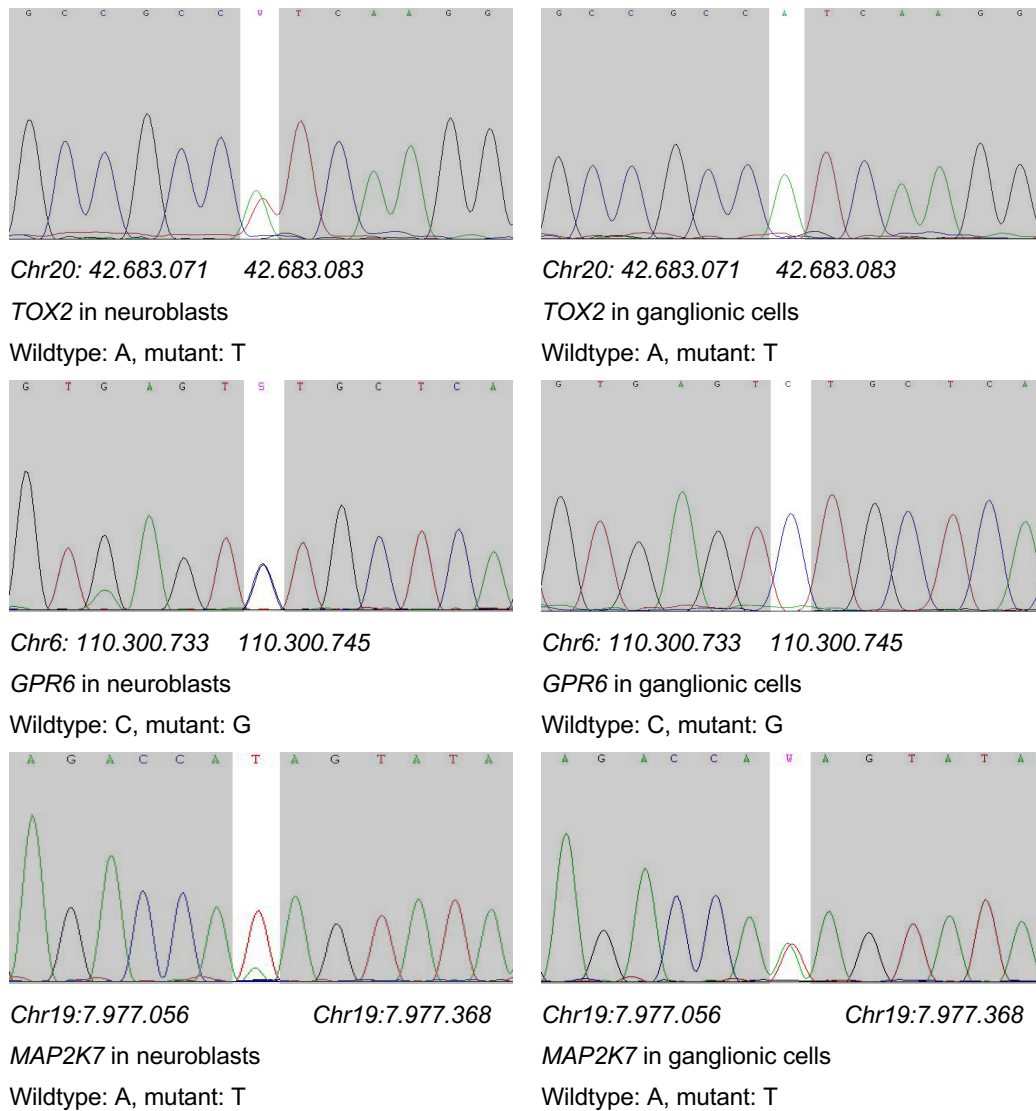 G C C G C C W T C A A G G
G C C G C C A T C A A G G
Chr20: 42.683.071 42.683.083
TOX2 in neuroblasts
Wildtype: A, mutant: T
Chr20: 42.683.071 42.683.083
TOX2 in ganglionic cells
Wildtype: A, mutant: T
G T G A G T S T G C T C A
G T G A G T C T G C T C A
Chr6: 110.300.733 110.300.745
GPR6 in neuroblasts
Wildtype: C, mutant: G
Chr6: 110.300.733 110.300.745
GPR6 in ganglionic cells
Wildtype: C, mutant: G
A G A C C A T A G T A T A
A G A C C A W A G T A T A
Chr19:7.977.056 Chr19:7.977.368
MAP2K7 in neuroblasts
Wildtype: A, mutant: T
Chr19:7.977.056 Chr19:7.977.368
MAP2K7 in ganglionic cells
Wildtype: A, mutant: T